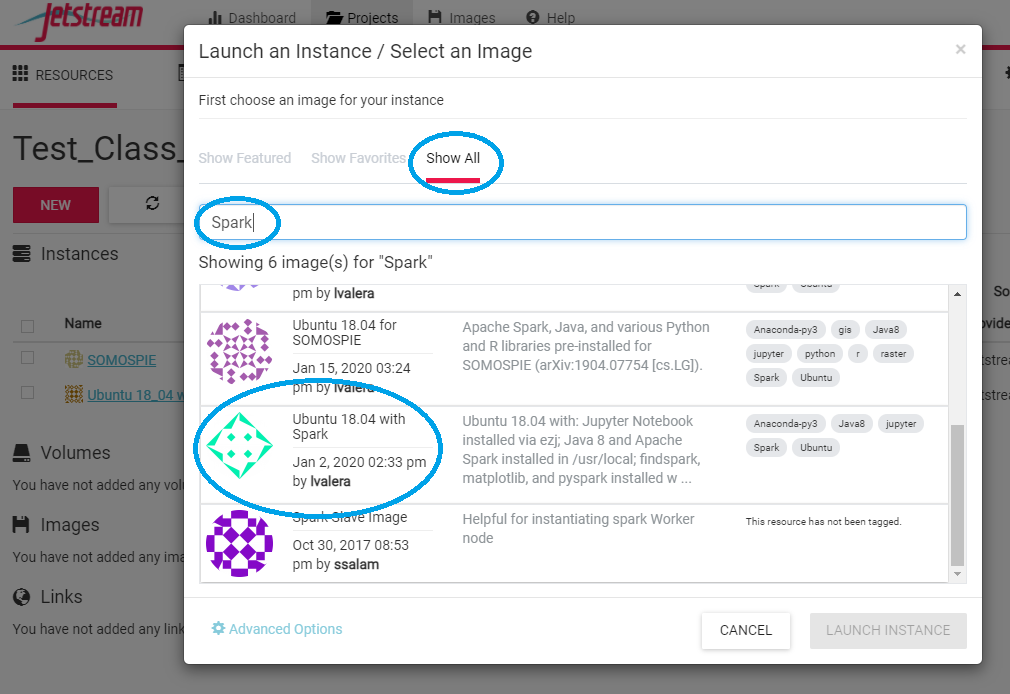 Jetstream
Dashboard
Projects
Images
Help
RESOURCES
Test_Class_
NEW
Instances
Name
SOMOSPIE
Ubuntu 18_04 w
Volumes
You have not added any volu
Images
You have not added any ima
Links
You have not added any link
Launch an Instance / Select an Image
×
First choose an image for your instance
Show Featured
Show Favorites
Show All
Spark
Showing 6 image(s) for "Spark"
pm by lvalera
Spark Ubuntu
Ubuntu 18.04 for
SOMOSPIE
Jan 15, 2020 03:24
pm by lvalera
Apache Spark, Java, and various Python
and R libraries pre-installed for
SOMOSPIE (arXiv:1904.07754 [cs.LG]).
Anaconda-py3 gis Java8
jupyter python r raster
Spark Ubuntu
Ubuntu 18.04 with
Spark
Jan 2, 2020 02:33 pm
by lvalera
Ubuntu 18.04 with: Jupyter Notebook
installed via ezj; Java 8 and Apache
Spark installed in /usr/local; findspark,
matplotlib, and pyspark installed w ...
Anaconda-py3 Java8 jupyter
Spark Ubuntu
Spark Slave Image
Oct 30, 2017 08:53
pm by ssalam
Helpful for instantiating spark Worker
node
This resource has not been tagged.
Advanced Options
CANCEL
LAUNCH INSTANCE